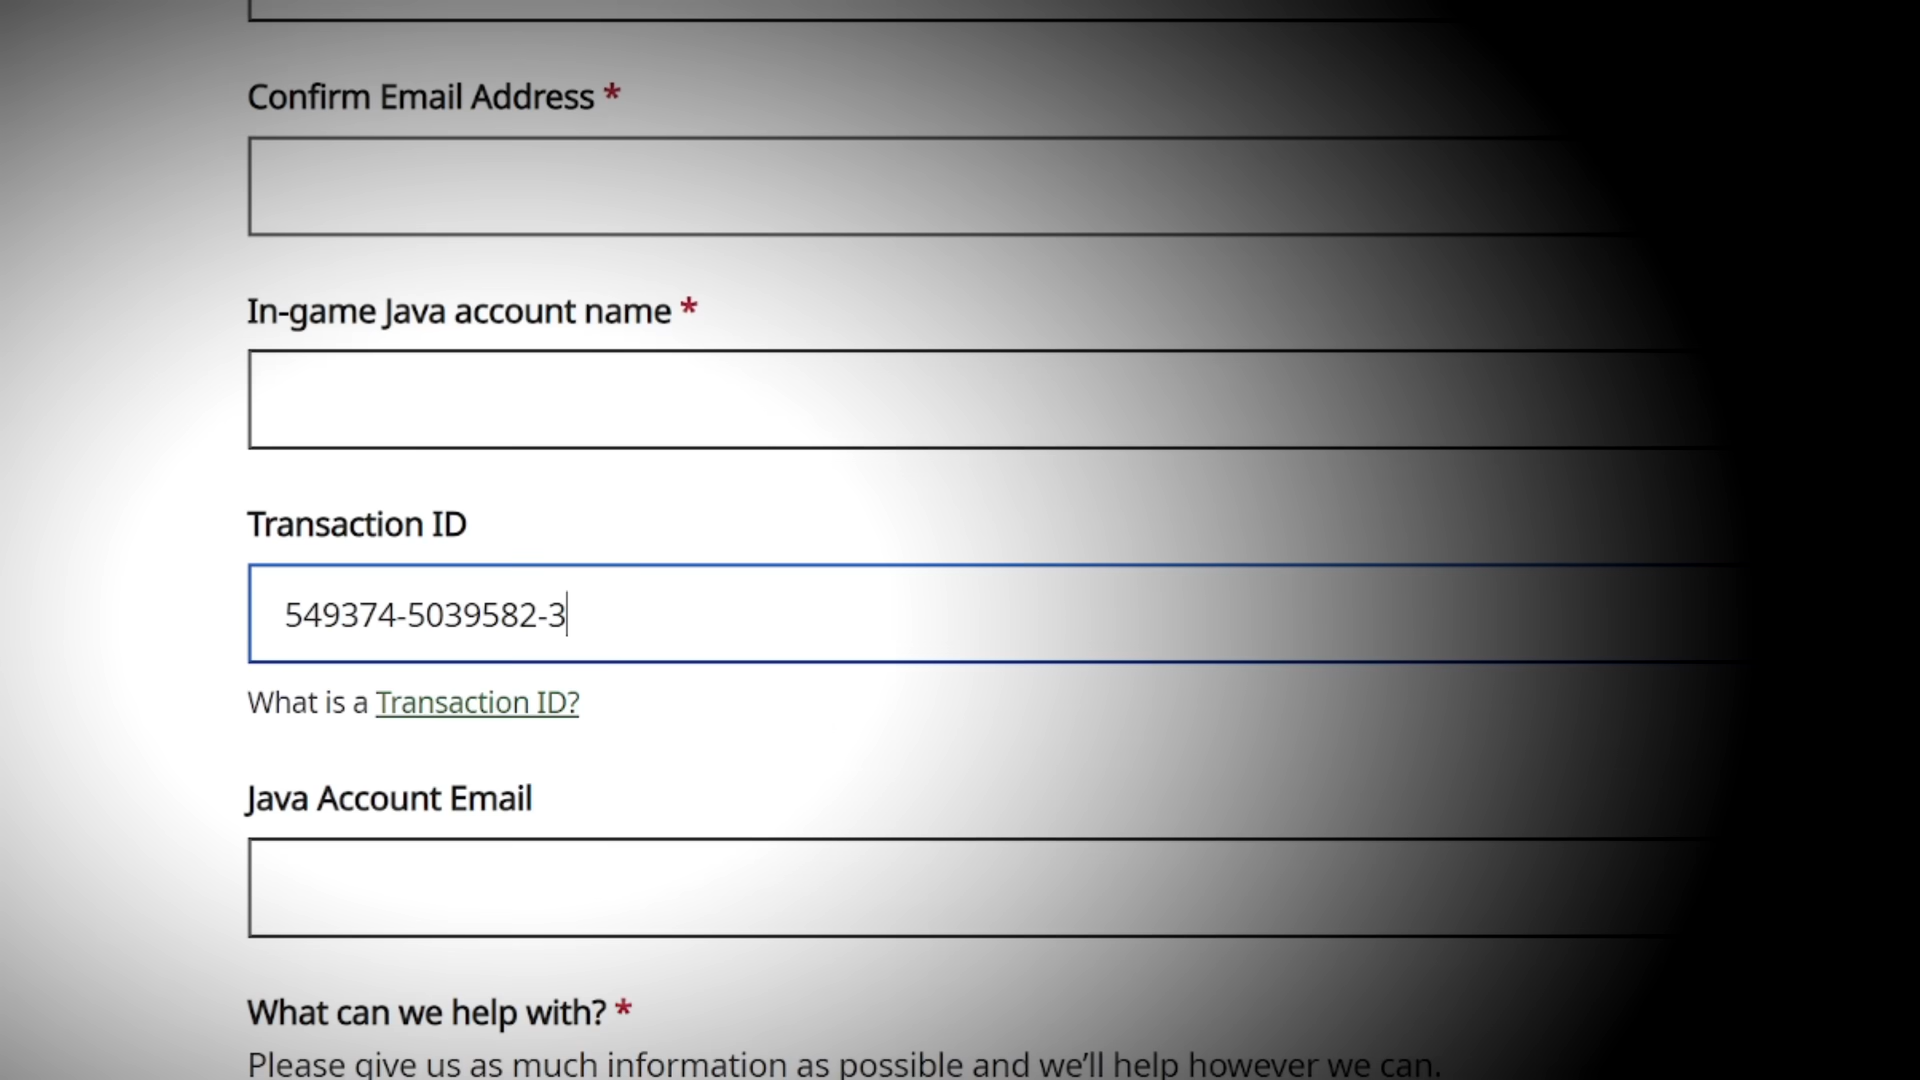 Confirm Email Address *
In-game Java account name *
Transaction ID
549374-5039582-3
What is a Transaction ID?
Java Account Email
What can we help with? *
Please give us as much information as possible and we’ll help however we can.